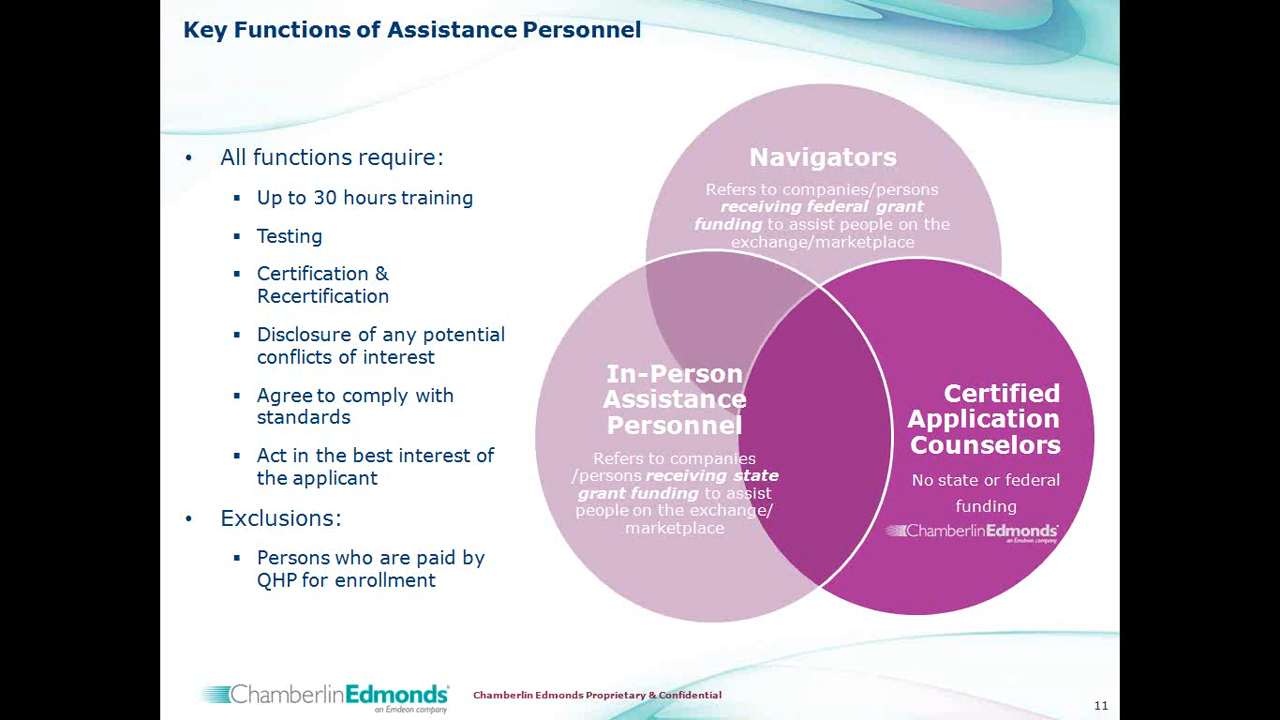 Key Functions of Assistance Personnel
• All functions require:
▪ Up to 30 hours training
▪ Testing
▪ Certification &
Recertification
▪ Disclosure of any potential
conflicts of interest
▪ Agree to comply with
standards
▪ Act in the best interest of
the applicant
• Exclusions:
▪ Persons who are paid by
QHP for enrollment
Navigators
Refers to companies/persons
receiving federal grant
funding to assist people on the
exchange/marketplace
In-Person
Assistance
Personnel
Refers to companies
/persons receiving state
grant funding to assist
people on the exchange/
marketplace
Certified
Application
Counselors
No state or federal
funding
ChamberlinEdmonds
an Emdeon company
ChamberlinEdmonds
an Emdeon company
Chamberlin Edmonds Proprietary & Confidential
11